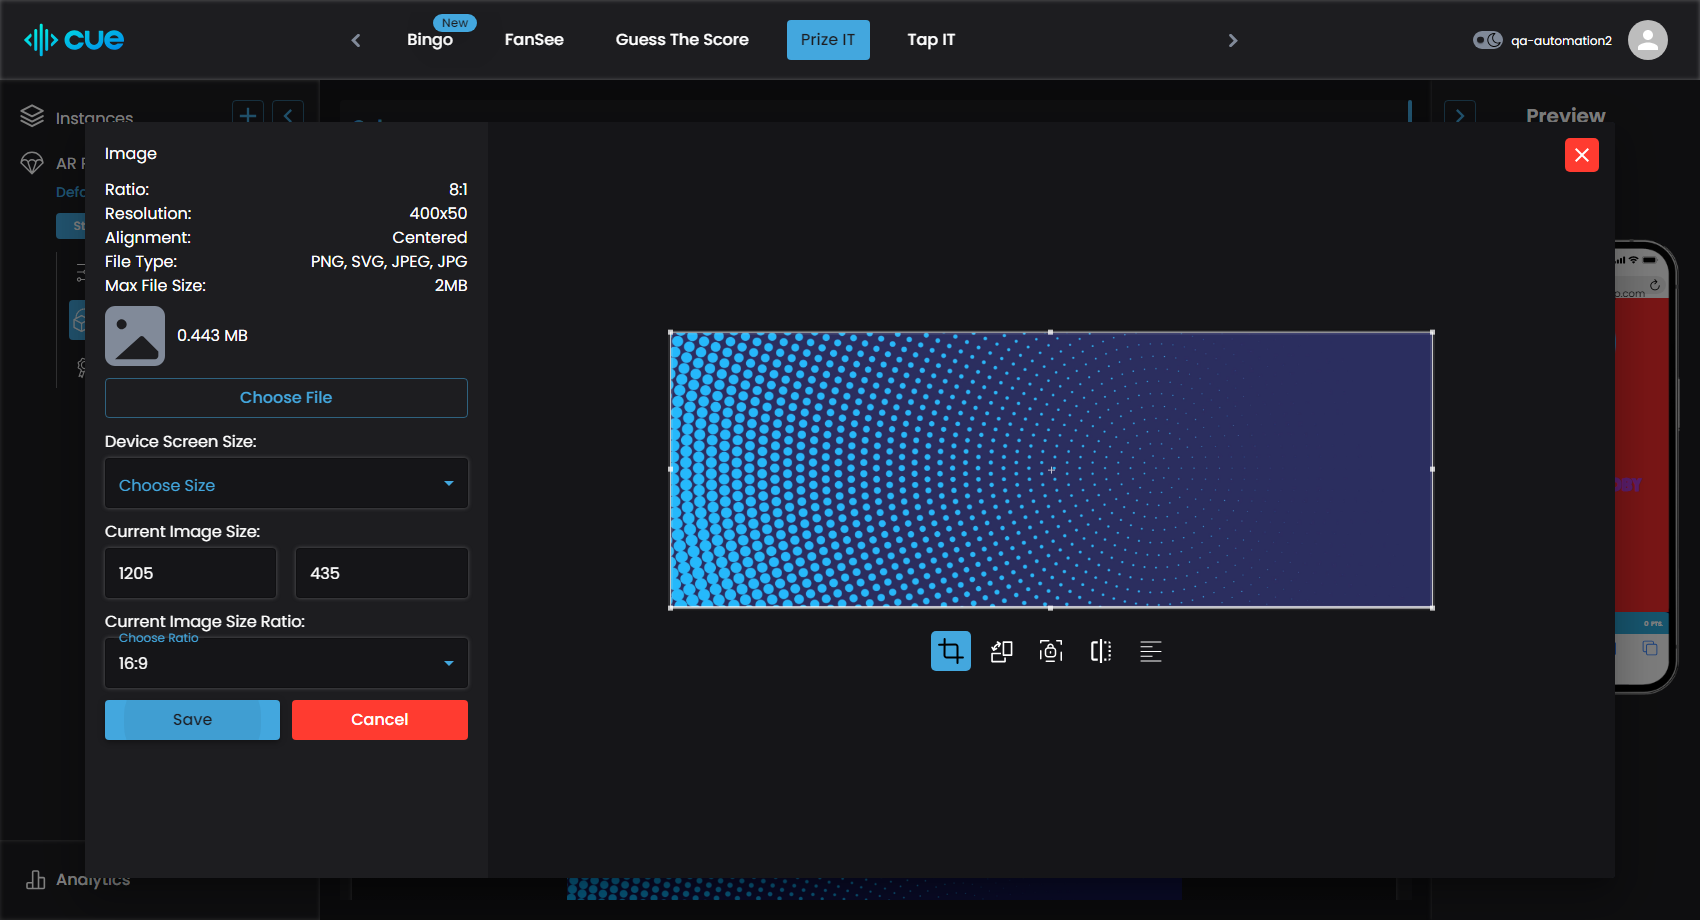 cue
Bingo
New
FanSee
Guess The Score
Prize IT
Tap IT
qa-automation2
Instances
Preview
AR
Image
Ratio: 8:1
Resolution: 400x50
Alignment: Centered
File Type: PNG, SVG, JPEG, JPG
Max File Size: 2MB
0.443 MB
Choose File
Device Screen Size:
Choose Size
Current Image Size:
1205 435
Current Image Size Ratio:
Choose Ratio
16:9
Save Cancel
0 PTS.
Analytics